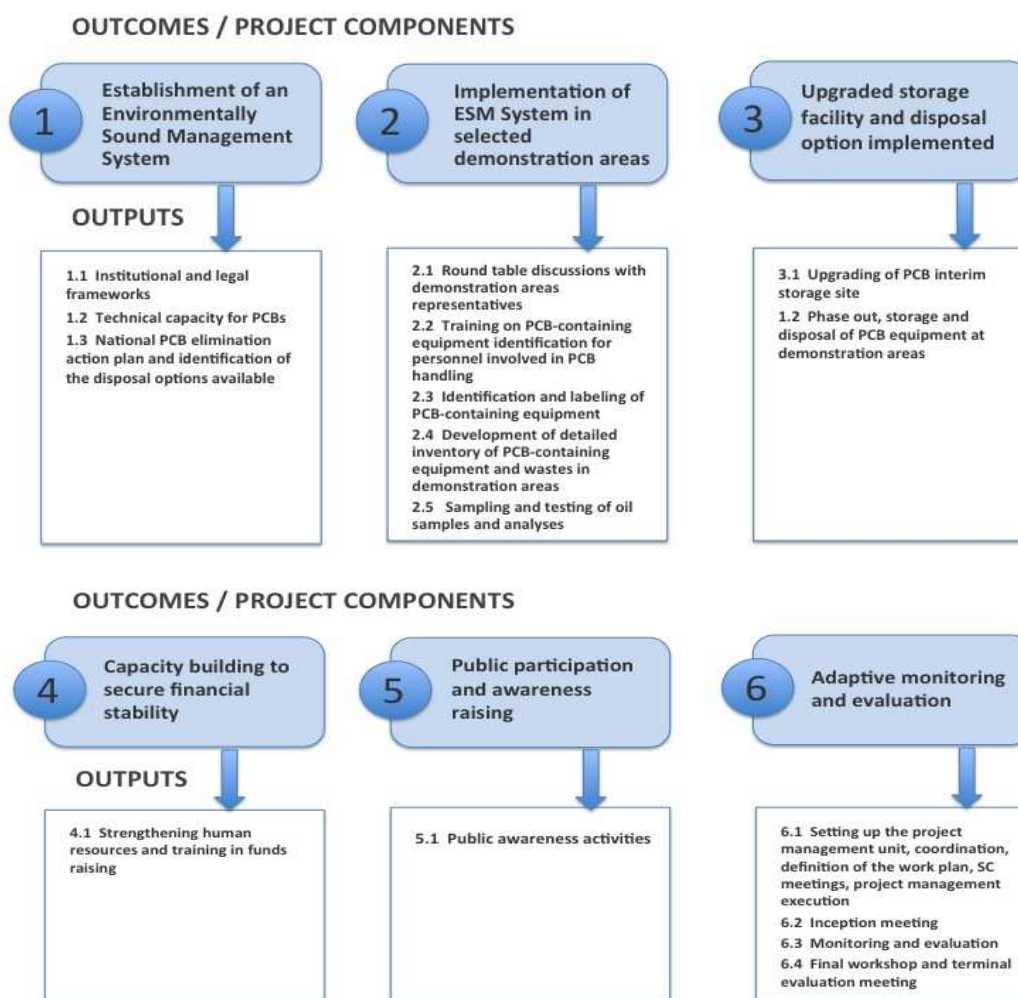 OUTCOMES / PROJECT COMPONENTS
1
Establishment of an
Environmentally
Sound Management
System
2
Implementation of
ESM System in
selected
demonstration areas
3
Upgraded storage
facility and disposal
option implemented
OUTPUTS
1.1 Institutional and legal
frameworks
1.2 Technical capacity for PCBs
1.3 National PCB elimination
action plan and identification of
the disposal options available
2.1 Round table discussions with
demonstration areas
representatives
2.2 Training on PCB-containing
equipment identification for
personnel involved in PCB
handling
2.3 Identification and labeling of
PCB-containing equipment
2.4 Development of detailed
inventory of PCB-containing
equipment and wastes in
demonstration areas
2.5 Sampling and testing of oil
samples and analyses
3.1 Upgrading of PCB interim
storage site
1.2 Phase out, storage and
disposal of PCB equipment at
demonstration areas
OUTCOMES / PROJECT COMPONENTS
4
Capacity building to
secure financial
stability
5
Public participation
and awareness
raising
6
Adaptive monitoring
and evaluation
OUTPUTS
4.1 Strengthening human
resources and training in funds
raising
5.1 Public awareness activities
6.1 Setting up the project
management unit, coordination,
definition of the work plan, SC
meetings, project management
execution
6.2 Inception meeting
6.3 Monitoring and evaluation
6.4 Final workshop and terminal
evaluation meeting